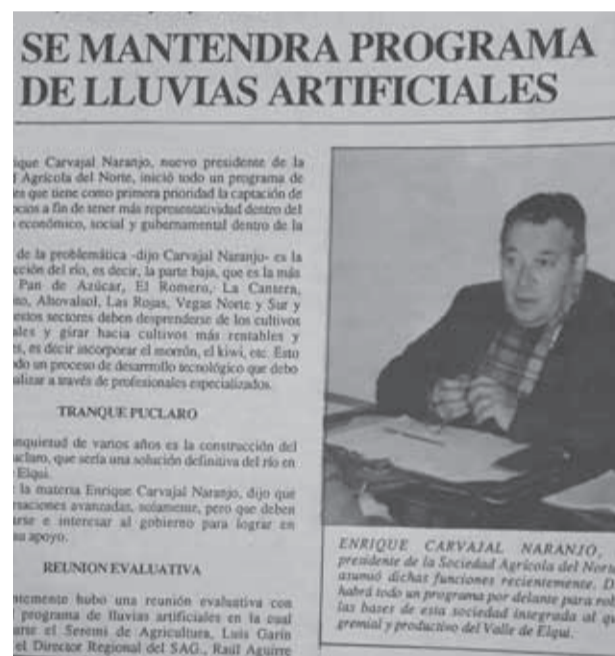 SE MANTENDRA PROGRAMA
DE LLUVIAS ARTIFICIALES
ique Carvajal Naranjo, nuevo presidente de la
l Agrícola del Norte, inició todo un programa de
es que tiene como primera prioridad la captación de
ocios a fin de tener más representatividad dentro del
o económico, social y gubernamental dentro de la
de la problemática -dijo Carvajal Naranjo- es la
cción del río, es decir, la parte baja, que es la más
Pan de Azúcar, El Romero, La Cantera,
Ahovalsol, Las Rojas, Vegas Norte y Sur y
estos sectores deben desprenderse de los cultivos
ales y girar hacia cultivos más rentables y
es, es decir incorporar el morrón, el kiwi, etc. Esto
do un proceso de desarrollo tecnológico que debo
alizar a través de profesionales especializados.
TRANQUE PUCLARO
inquietud de varios años es la construcción del
uclaro, que sería una solución definitiva del río en
Elqui.
la materia Enrique Carvajal Naranjo, dijo que
rsaciones avanzadas, solamente, pero que deben
arse e interesar al gobierno para lograr en
su apoyo.
REUNION EVALUATIVA
ntemente hubo una reunión evaluativa con
programa de lluvias artificiales en la cual
arse el Seremi de Agricultura, Luis Garín
el Director Regional del SAG., Raúl Aguirre
ENRIQUE CARVAJAL NARANJO,
presidente de la Sociedad Agrícola del Norte
asumió dichas funciones recientemente. D
habrá todo un programa por delante para rob
las bases de esta sociedad integrada al qu
gremial y productivo del Valle de Elqui.